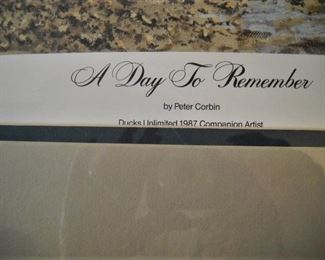 A Day To Remember
by Peter Corbin
Ducks Unlimited 1987 Companion Artist